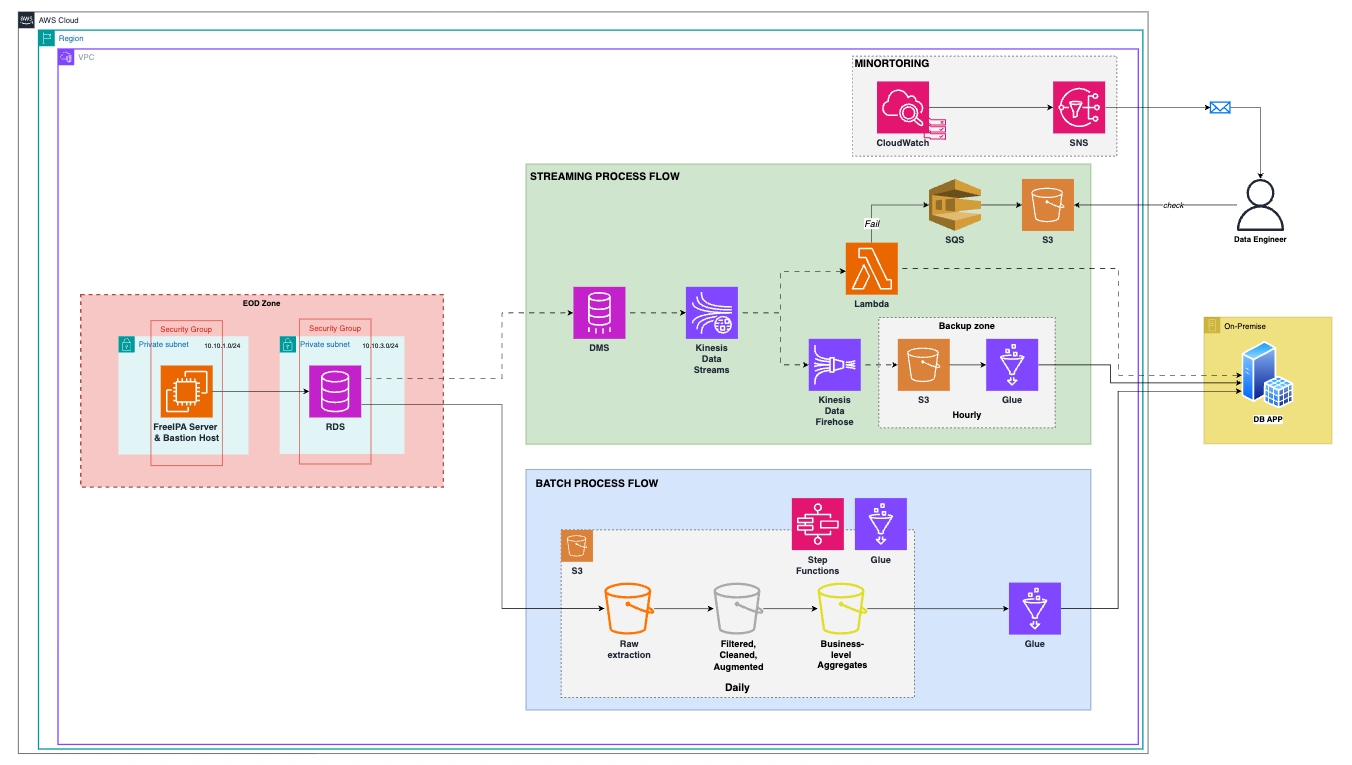 aws
AWS Cloud
Region
VPC
MINORTORING
CloudWatch
SNS
STREAMING PROCESS FLOW
Fail
SQS
S3
check
Data Engineer
Lambda
DMS
Kinesis
Data
Streams
Kinesis
Data
Firehose
Backup zone
S3
Glue
Hourly
EOD Zone
Security Group
Private subnet
10.10.1.0/24
FreeIPA Server
& Bastion Host
Security Group
Private subnet
10.10.3.0/24
RDS
On-Premise
DB APP
BATCH PROCESS FLOW
S3
Step
Functions
Glue
Raw
extraction
Filtered,
Cleaned,
Augmented
Business-
level
Aggregates
Daily
Glue